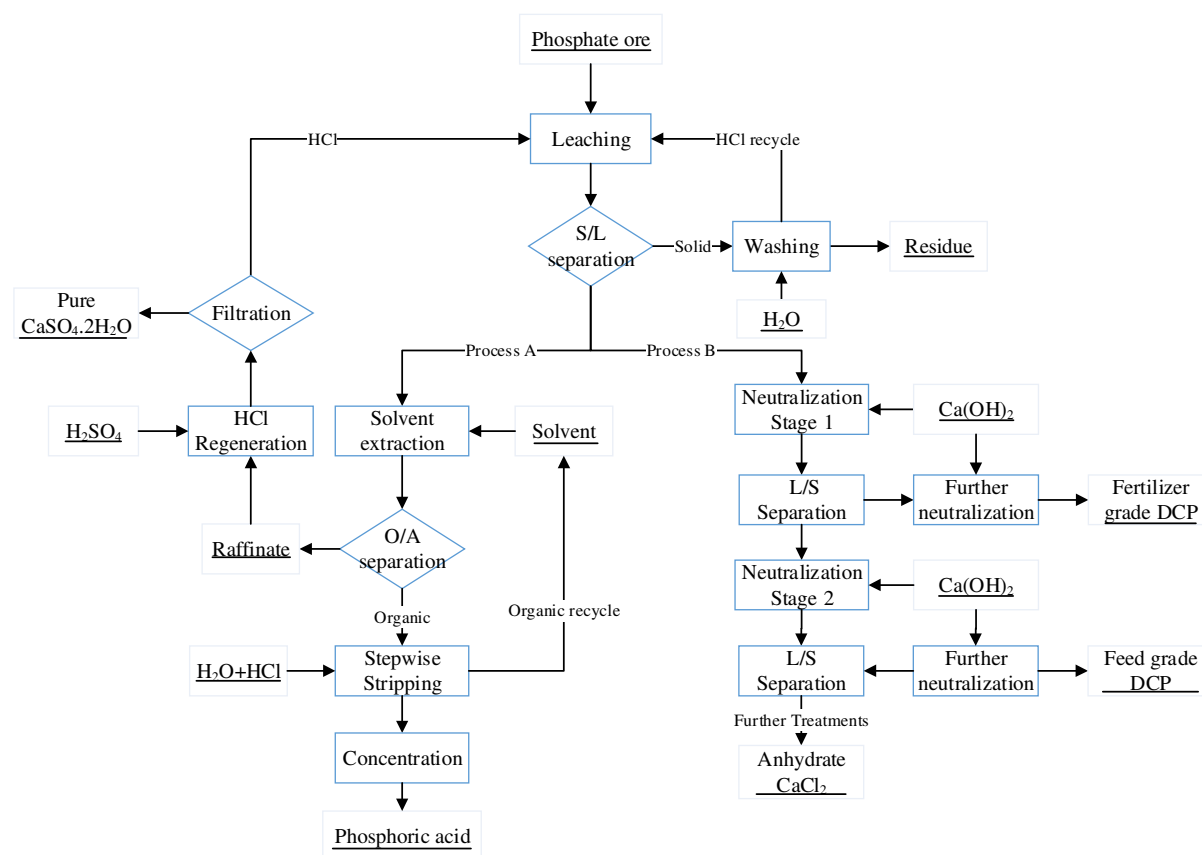 Phosphate ore
HCl
Leaching
HCl recycle
S/L
separation
Solid
Washing
Residue
Pure
CaSO₄.2H₂O
Filtration
H₂O
Process A
Process B
H₂SO₄
HCl
Regeneration
Solvent
extraction
Solvent
Neutralization
Stage 1
Ca(OH)₂
L/S
Separation
Further
neutralization
Fertilizer
grade DCP
Raffinate
O/A
separation
Neutralization
Stage 2
Ca(OH)₂
Organic
Organic recycle
H₂O+HCl
Stepwise
Stripping
L/S
Separation
Further
neutralization
Feed grade
DCP
Further Treatments
Concentration
Anhydrate
CaCl₂
Phosphoric acid